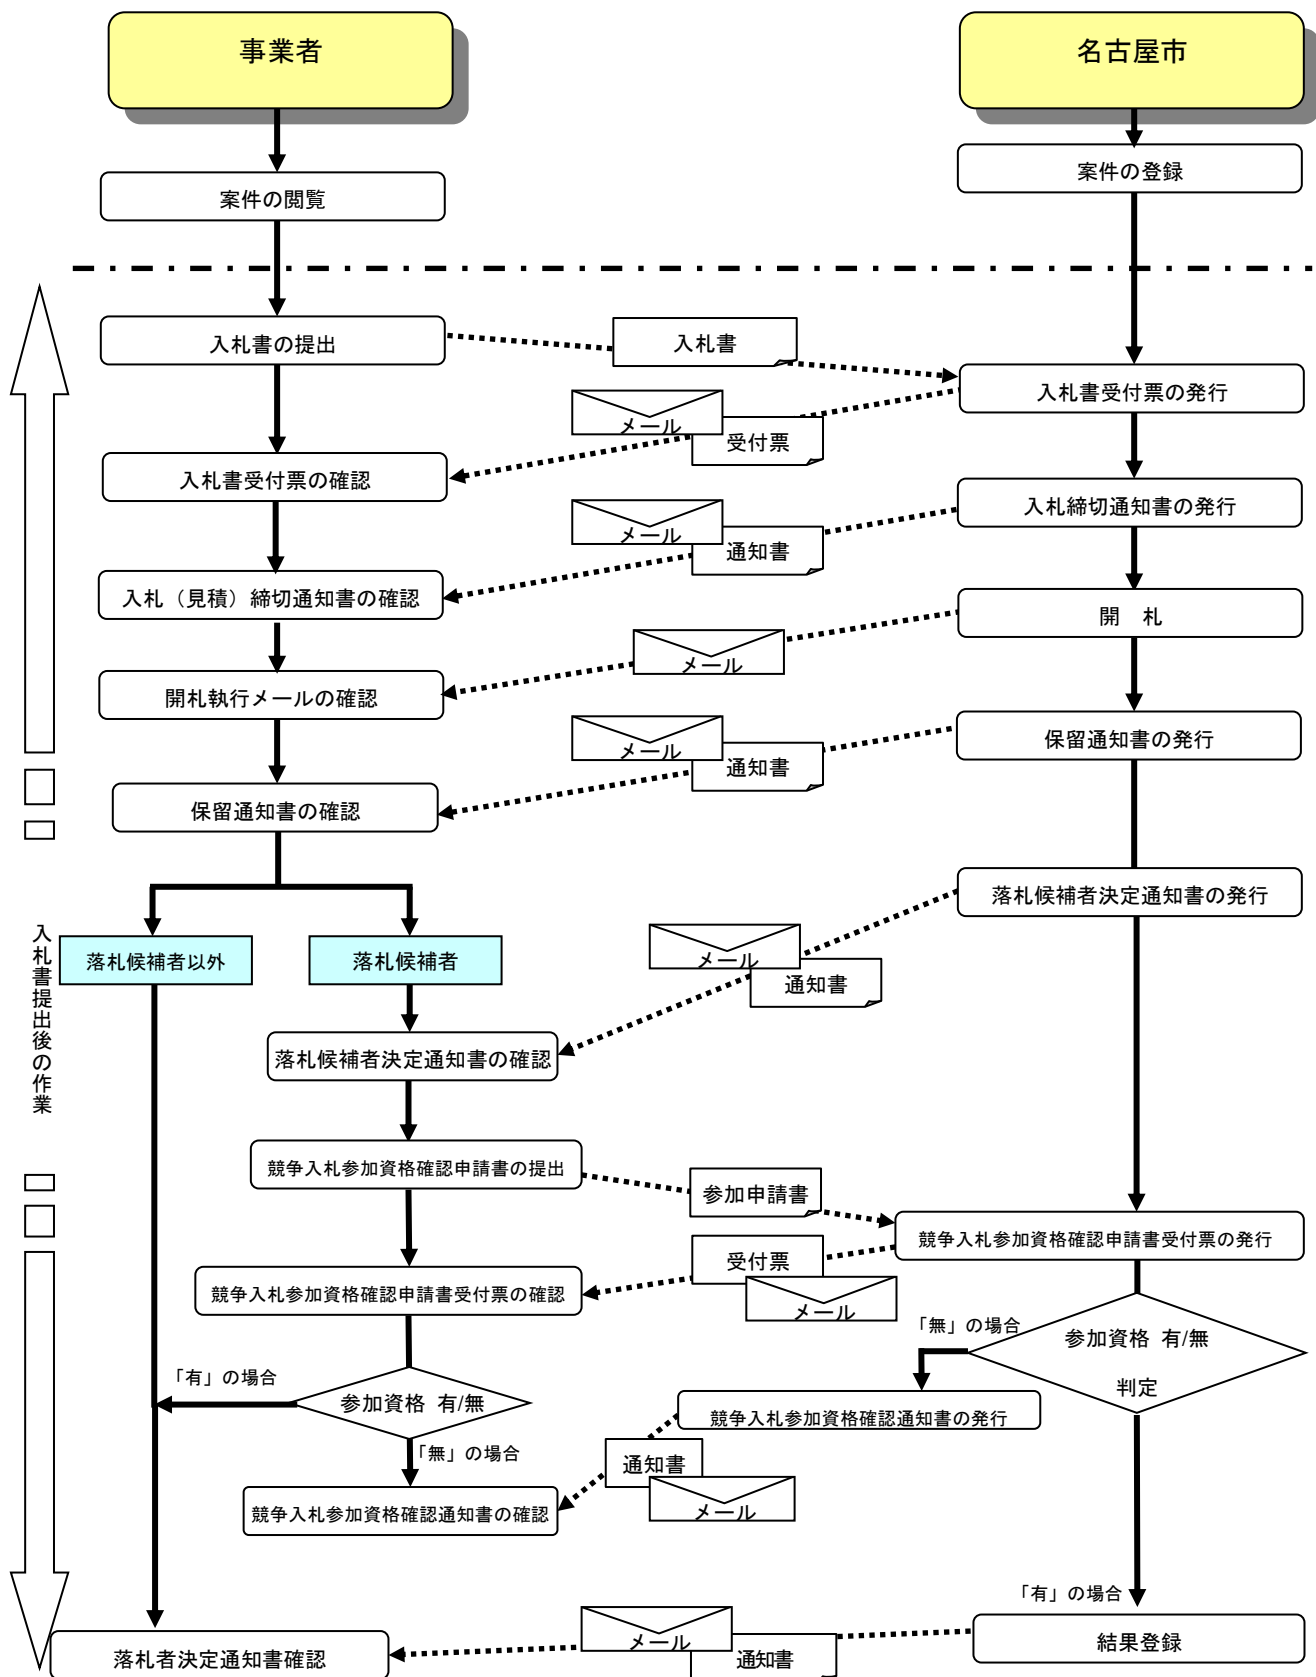 事業者
名古屋市
案件の閲覧
案件の登録
入札書の提出
入札書
入札書受付票の発行
メール
受付票
入札書受付票の確認
入札締切通知書の発行
メール
通知書
入札（見積）締切通知書の確認
開　札
メール
開札執行メールの確認
保留通知書の発行
メール
通知書
保留通知書の確認
落札候補者決定通知書の発行
入札書提出後の作業
落札候補者以外
落札候補者
メール
通知書
落札候補者決定通知書の確認
競争入札参加資格確認申請書の提出
参加申請書
競争入札参加資格確認申請書受付票の発行
受付票
メール
競争入札参加資格確認申請書受付票の確認
「無」の場合
参加資格 有/無
判定
「有」の場合
参加資格 有/無
競争入札参加資格確認通知書の発行
「無」の場合
通知書
メール
競争入札参加資格確認通知書の確認
「有」の場合
メール
通知書
結果登録
落札者決定通知書確認